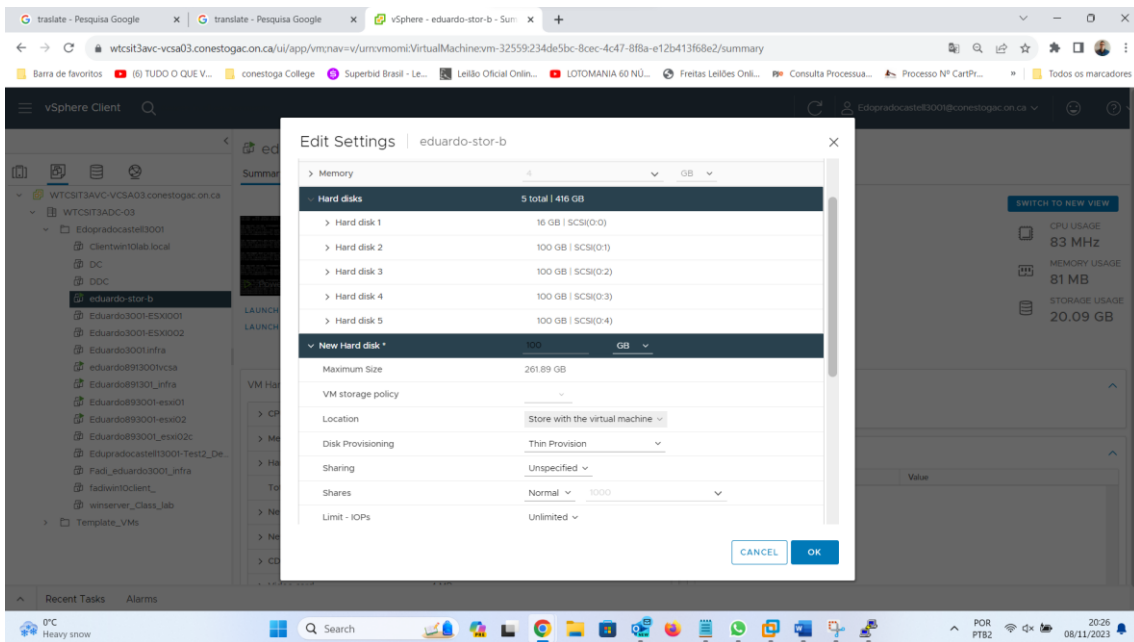 traslate - Pesquisa Google
translate - Pesquisa Google
vSphere - eduardo-stor-b - Sum
wtcsit3avc-vcsa03.conestogac.on.ca/ui/app/vm;nav=v/urn:vmomi:VirtualMachine:vm-32559:234de5bc-8cec-4c47-8f8a-e12b413f68e2/summary
Barra de favoritos (6) TUDO O QUE V... conestoga College Superbid Brasil - Le... Leilão Oficial Onlin... LOTOMANIA 60 NÚ... Freitas Leilões Onli... Consulta Processua... Processo Nº CartPr... » Todos os marcadores
vSphere Client
Edopradocastell3001@conestogac.on.ca
WTCSIT3AVC-VCSA03.conestogac.on.ca
WTCSIT3ADC-03
Edopradocastell3001
Clientwin10lab.local
DC
DDC
eduardo-stor-b
Eduardo3001-ESXI001
Eduardo3001-ESXI002
Eduardo3001.infra
eduardo8913001vcsa
Eduardo891301_infra
Eduardo893001-esxi01
Eduardo893001-esxi02
Eduardo893001_esxi02c
Edupradocastell13001-Test2_De...
Fadi_eduardo3001_infra
fadiwin10client_
winserver_Class_lab
Template_VMs
ed
Summar
LAUNCH
LAUNCH
VM Har
CP
Me
Ha
To
Ne
Ne
CD
Edit Settings eduardo-stor-b
Memory 4 GB
Hard disks 5 total | 416 GB
Hard disk 1 16 GB | SCSI(0:0)
Hard disk 2 100 GB | SCSI(0:1)
Hard disk 3 100 GB | SCSI(0:2)
Hard disk 4 100 GB | SCSI(0:3)
Hard disk 5 100 GB | SCSI(0:4)
New Hard disk * 100 GB
Maximum Size 261.89 GB
VM storage policy
Location Store with the virtual machine
Disk Provisioning Thin Provision
Sharing Unspecified
Shares Normal 1000
Limit - IOPs Unlimited
CANCEL OK
SWITCH TO NEW VIEW
CPU USAGE
83 MHz
MEMORY USAGE
81 MB
STORAGE USAGE
20.09 GB
Value
Recent Tasks Alarms
0°C
Heavy snow
Search
POR
PTB2
20:26
08/11/2023